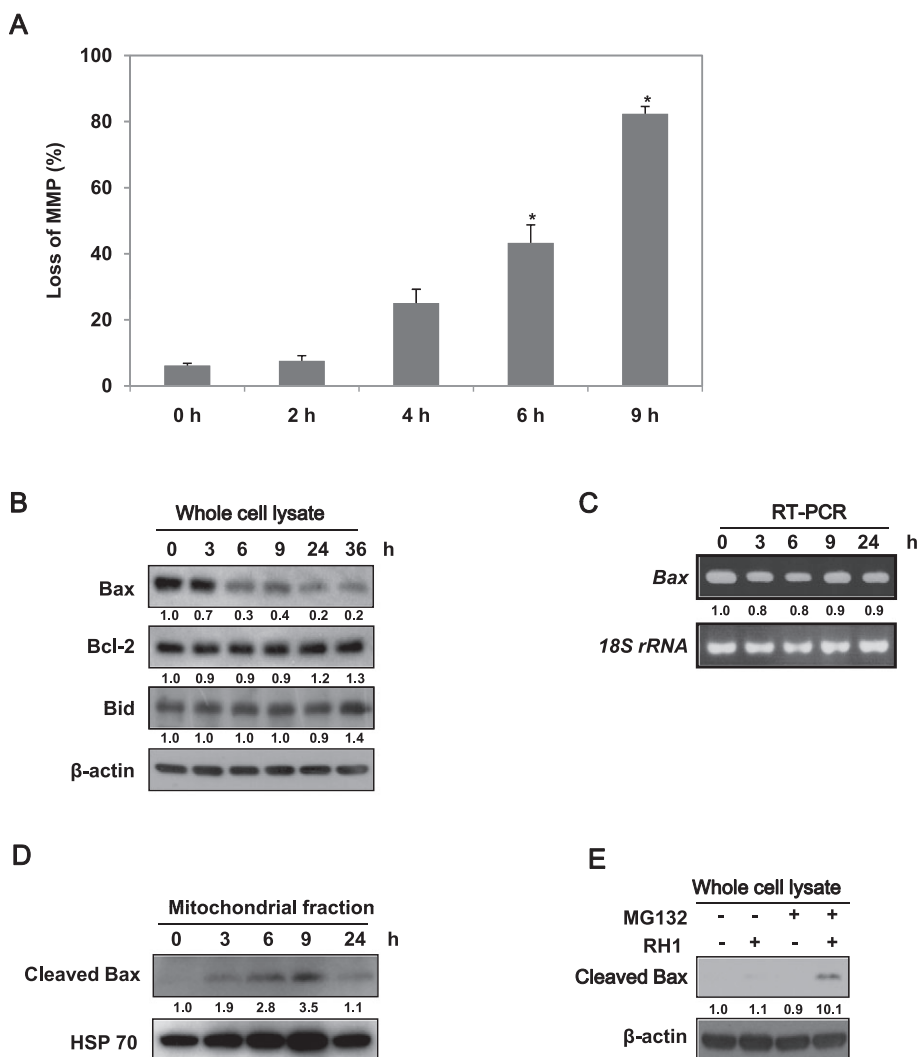 A
100
80
60
40
20
0
Loss of MMP (%)
*
*
0 h 2 h 4 h 6 h 9 h
B
Whole cell lysate
0 3 6 9 24 36 h
Bax
1.0 0.7 0.3 0.4 0.2 0.2
Bcl-2
1.0 0.9 0.9 0.9 1.2 1.3
Bid
1.0 1.0 1.0 1.0 0.9 1.4
β-actin
C
RT-PCR
0 3 6 9 24 h
Bax
1.0 0.8 0.8 0.9 0.9
18S rRNA
D
Mitochondrial fraction
0 3 6 9 24 h
Cleaved Bax
1.0 1.9 2.8 3.5 1.1
HSP 70
E
Whole cell lysate
MG132 - - + +
RH1 - + - +
Cleaved Bax
1.0 1.1 0.9 10.1
β-actin